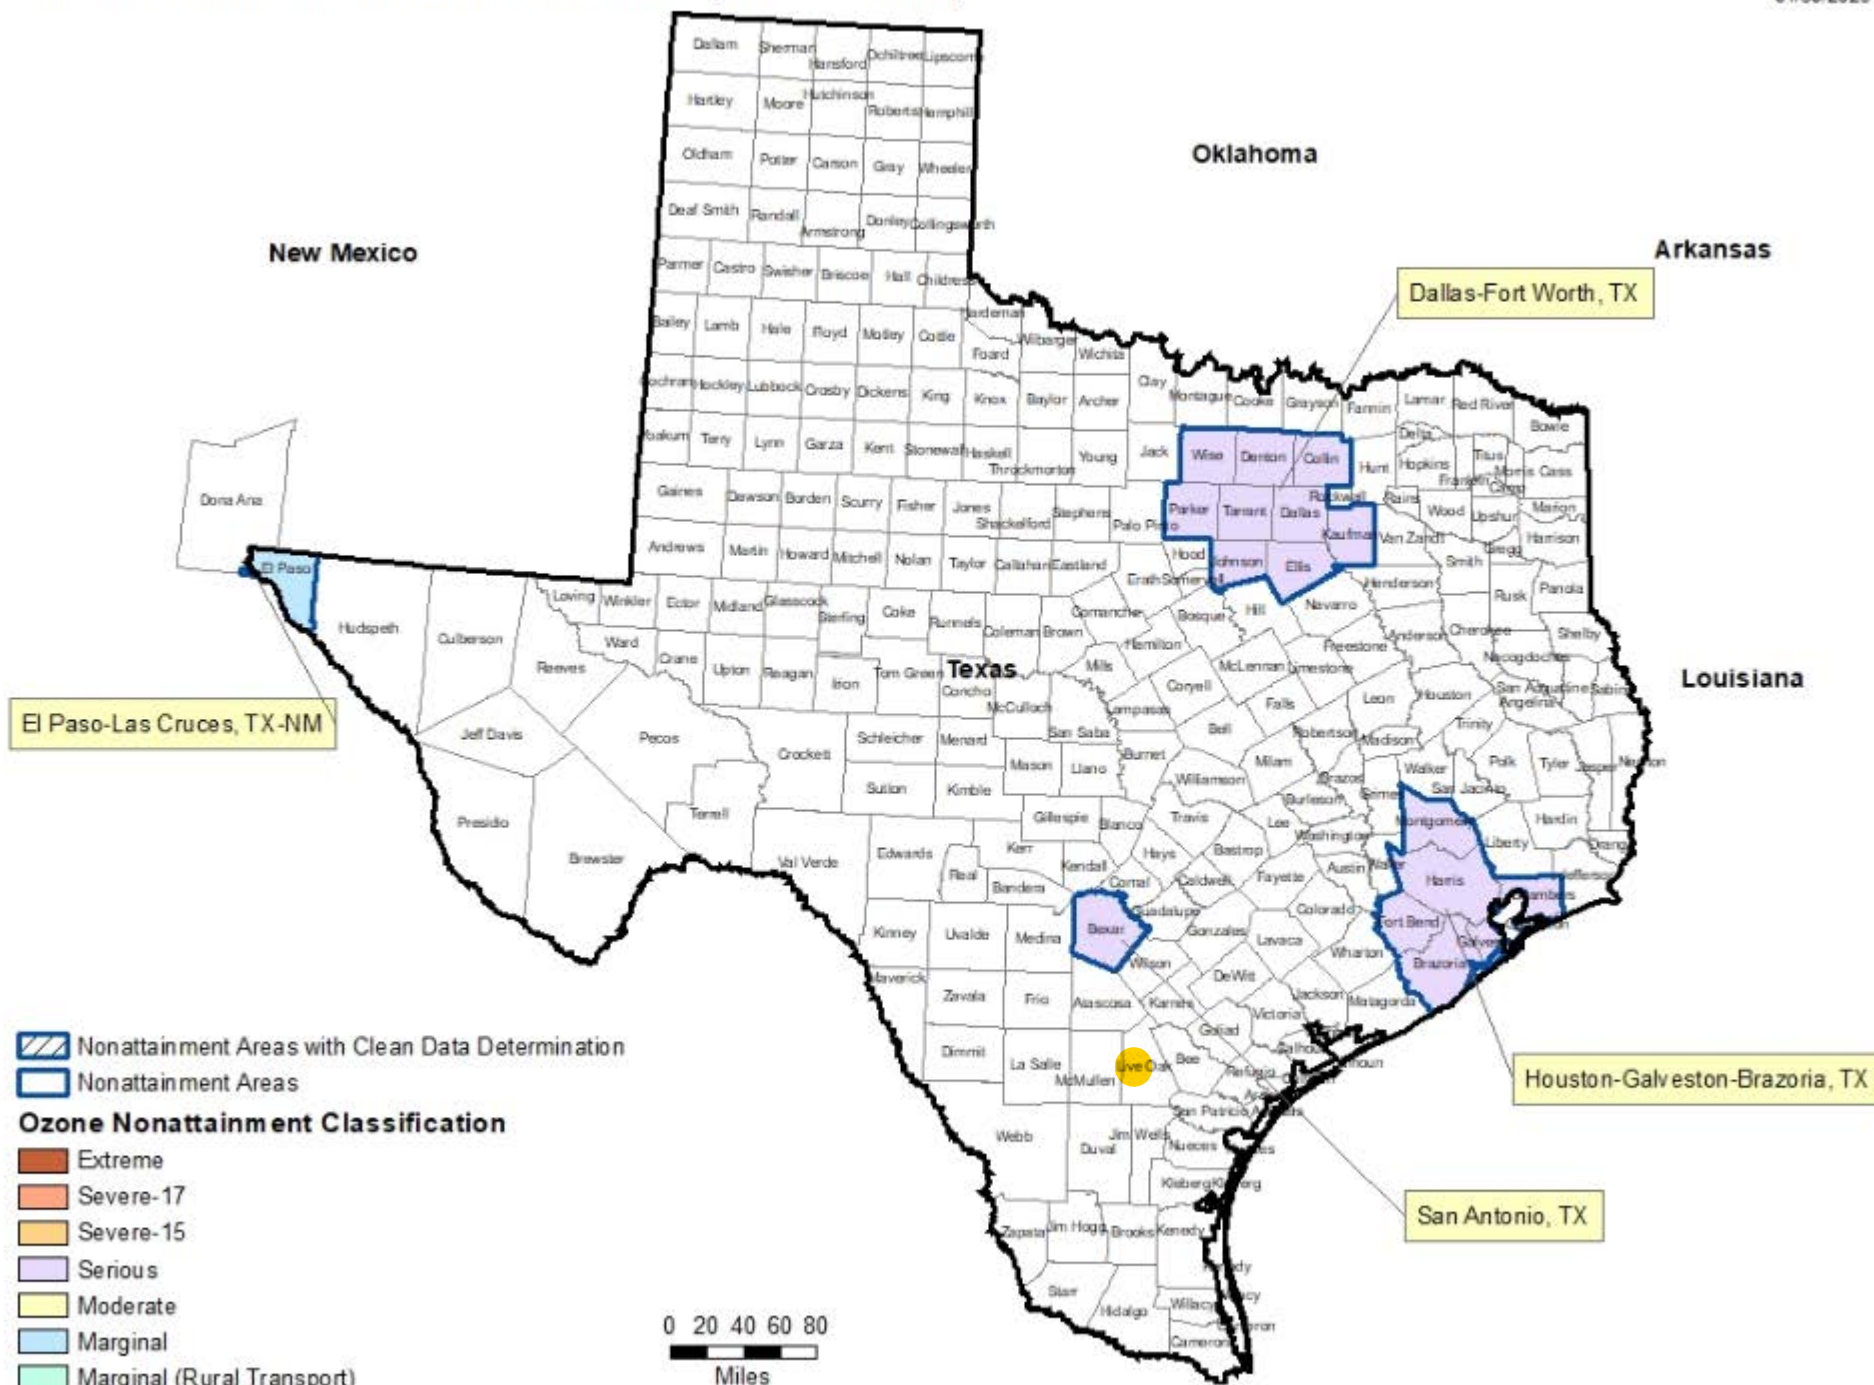 Dallam
Sherman
Hansford
Ochiltree
Lipscomb
Hartley
Moore
Hutchinson
Roberts
Hemphill
Oklahoma
Oldham
Potter
Carson
Gray
Wheeler
Deaf Smith
Randall
Armstrong
Donley
Collingsworth
New Mexico
Arkansas
Parmer
Castro
Swisher
Briscoe
Hall
Childress
Dallas-Fort Worth, TX
Bailey
Lamb
Hale
Floyd
Motley
Cottle
Hardeman
Foard
Wilbarger
Wichita
Cochran
Hockley
Lubbock
Crosby
Dickens
King
Knox
Baylor
Archer
Clay
Montague
Cooke
Grayson
Fannin
Lamar
Red River
Bowie
Delta
Yoakum
Terry
Lynn
Garza
Kent
Stonewall
Haskell
Throckmorton
Young
Jack
Wise
Denton
Collin
Hunt
Hopkins
Franklin
Titus
Camp
Morris
Cass
Dona Ana
Gaines
Dawson
Borden
Scurry
Fisher
Jones
Shackelford
Stephens
Palo Pinto
Parker
Tarrant
Dallas
Rockwall
Kaufman
Rains
Wood
Upshur
Marion
Van Zandt
Gregg
Harrison
Andrews
Martin
Howard
Mitchell
Nolan
Taylor
Callahan
Eastland
Erath
Hood
Somervell
Johnson
Ellis
Henderson
Smith
Rusk
Panola
El Paso
Hudspeth
Culberson
Loving
Winkler
Ector
Midland
Glasscock
Sterling
Coke
Runnels
Coleman
Brown
Comanche
Hamilton
Bosque
Hill
Navarro
Freestone
Anderson
Cherokee
Nacogdoches
Shelby
Reeves
Ward
Crane
Upton
Reagan
Irion
Tom Green
Concho
Texas
McCulloch
Mills
Lampasas
Coryell
McLennan
Limestone
Falls
Leon
Houston
San Augustine
Sabine
Angelina
Trinity
Louisiana
El Paso-Las Cruces, TX-NM
Jeff Davis
Pecos
Crockett
Schleicher
Menard
San Saba
Mason
Llano
Burnet
Bell
Milam
Robertson
Madison
Walker
Polk
Tyler
Jasper
Newton
Sutton
Kimble
Williamson
Brazos
Burleson
Grimes
San Jacinto
Presidio
Brewster
Terrell
Val Verde
Edwards
Real
Kerr
Gillespie
Blanco
Kendall
Bandera
Hays
Travis
Bastrop
Lee
Washington
Montgomery
Liberty
Hardin
Orange
Jefferson
Comal
Caldwell
Fayette
Austin
Waller
Harris
Chambers
Kinney
Uvalde
Medina
Bexar
Guadalupe
Gonzales
Lavaca
Colorado
Wharton
Fort Bend
Galveston
Brazoria
Wilson
DeWitt
Jackson
Matagorda
Maverick
Zavala
Frio
Atascosa
Karnes
Goliad
Victoria
Calhoun
Dimmit
La Salle
McMullen
Live Oak
Bee
Refugio
San Patricio
Webb
Duval
Jim Wells
Nueces
Kleberg
Kleberg
Zapata
Jim Hogg
Brooks
Kenedy
Kenedy
Starr
Hidalgo
Willacy
Cameron
Cameron
Houston-Galveston-Brazoria, TX
San Antonio, TX
Nonattainment Areas with Clean Data Determination
Nonattainment Areas
Ozone Nonattainment Classification
Extreme
Severe-17
Severe-15
Serious
Moderate
Marginal
Marginal (Rural Transport)
0 20 40 60 80
Miles